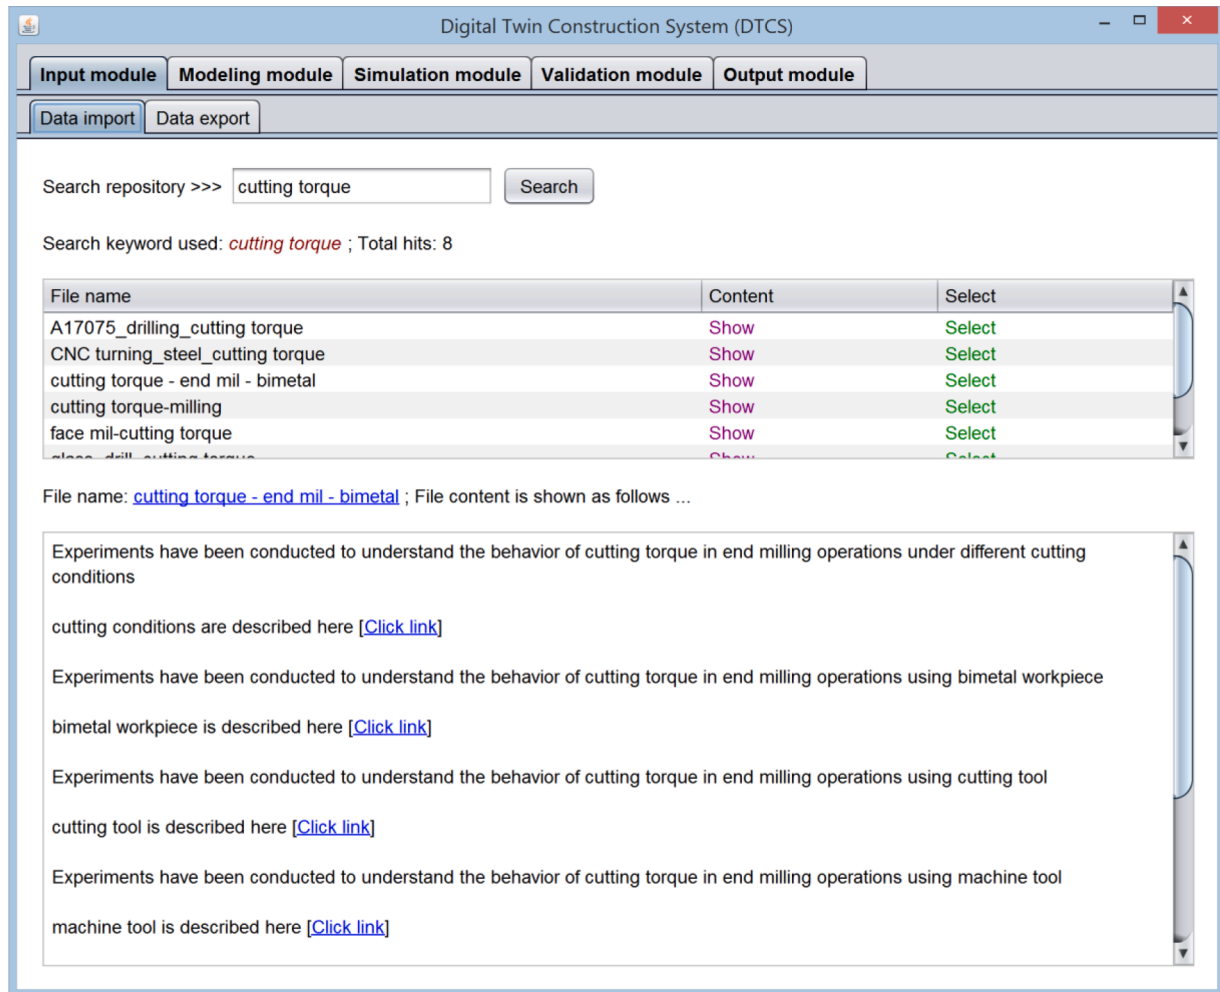 Digital Twin Construction System (DTCS)
Input module Modeling module Simulation module Validation module Output module
Data import Data export
Search repository >>> cutting torque Search
Search keyword used: cutting torque ; Total hits: 8
File name Content Select
A17075_drilling_cutting torque Show Select
CNC turning_steel_cutting torque Show Select
cutting torque - end mil - bimetal Show Select
cutting torque-milling Show Select
face mil-cutting torque Show Select
glass_drill_cutting torque Show Select
File name: cutting torque - end mil - bimetal ; File content is shown as follows ...
Experiments have been conducted to understand the behavior of cutting torque in end milling operations under different cutting
conditions
cutting conditions are described here [Click link]
Experiments have been conducted to understand the behavior of cutting torque in end milling operations using bimetal workpiece
bimetal workpiece is described here [Click link]
Experiments have been conducted to understand the behavior of cutting torque in end milling operations using cutting tool
cutting tool is described here [Click link]
Experiments have been conducted to understand the behavior of cutting torque in end milling operations using machine tool
machine tool is described here [Click link]